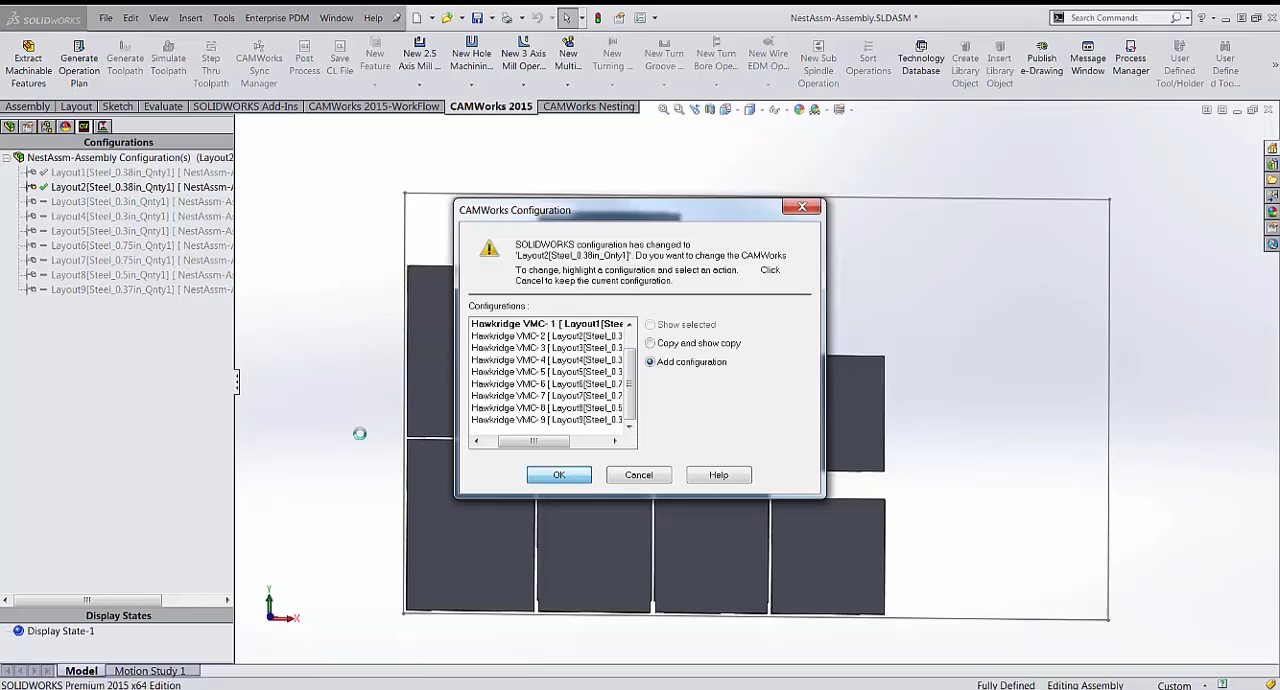 SOLIDWORKS
File Edit View Insert Tools Enterprise PDM Window Help
NestAssm-Assembly.SLDASM *
Search Commands
Extract Machinable Features
Generate Operation Plan
Generate Toolpath
Simulate Toolpath
Step Thru Toolpath
CAMWorks Sync Manager
Post Process
Save CL File
New Feature
New 2.5 Axis Mill ...
New Hole Machinin...
New 3 Axis Mill Oper...
New Multi...
New Turning ...
New Turn Groove ...
New Turn Bore Ope...
New Wire EDM Op...
New Sub Spindle Operation
Sort Operations
Technology Database
Create Library Object
Insert Library Object
Publish e-Drawing
Message Window
Process Manager
User Defined Tool/Holder
User Define d Too...
Assembly Layout Sketch Evaluate SOLIDWORKS Add-Ins CAMWorks 2015-WorkFlow CAMWorks 2015 CAMWorks Nesting
Configurations
NestAssm-Assembly Configuration(s) (Layout2
Layout1[Steel_0.38in_Qnty1] [ NestAssm-A
Layout2[Steel_0.38in_Qnty1] [ NestAssm-A
Layout3[Steel_0.3in_Qnty1] [ NestAssm-A
Layout4[Steel_0.3in_Qnty1] [ NestAssm-A
Layout5[Steel_0.3in_Qnty1] [ NestAssm-A
Layout6[Steel_0.75in_Qnty1] [ NestAssm-A
Layout7[Steel_0.75in_Qnty1] [ NestAssm-A
Layout8[Steel_0.5in_Qnty1] [ NestAssm-A
Layout9[Steel_0.37in_Qnty1] [ NestAssm-A
CAMWorks Configuration
SOLIDWORKS configuration has changed to
'Layout2[Steel_0.38in_Qnty1]'. Do you want to change the CAMWorks
To change, highlight a configuration and select an action. Click
Cancel to keep the current configuration.
Configurations :
Hawkridge VMC- 1 [ Layout1[Stee
Hawkridge VMC- 2 [ Layout2[Steel_0.3
Hawkridge VMC- 3 [ Layout3[Steel_0.3
Hawkridge VMC- 4 [ Layout4[Steel_0.3
Hawkridge VMC- 5 [ Layout5[Steel_0.3
Hawkridge VMC- 6 [ Layout6[Steel_0.7
Hawkridge VMC- 7 [ Layout7[Steel_0.7
Hawkridge VMC- 8 [ Layout8[Steel_0.5
Hawkridge VMC- 9 [ Layout9[Steel_0.3
Show selected
Copy and show copy
Add configuration
OK Cancel Help
Y
X
Display States
Display State-1
Model Motion Study 1
SOLIDWORKS Premium 2015 x64 Edition
Fully Defined Editing Assembly Custom